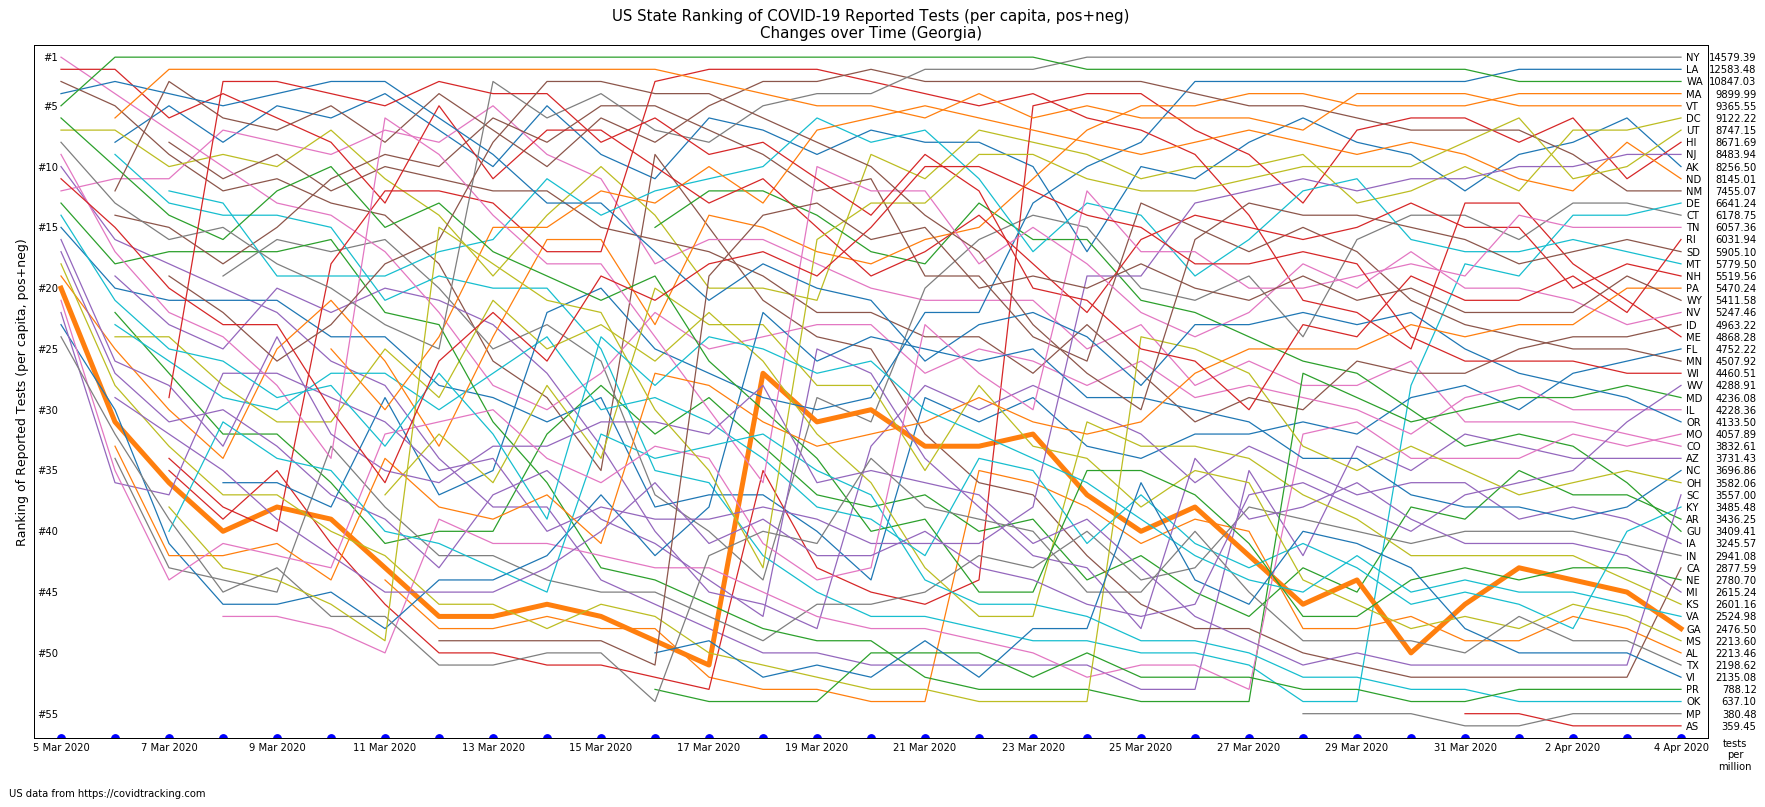 US State Ranking of COVID-19 Reported Tests (per capita, pos+neg)
Changes over Time (Georgia)
Ranking of Reported Tests (per capita, pos+neg)
#1
#5
#10
#15
#20
#25
#30
#35
#40
#45
#50
#55
NY 14579.39
LA 12583.48
WA 10847.03
MA 9899.99
VT 9365.55
DC 9122.22
UT 8747.15
HI 8671.69
NJ 8483.94
AK 8256.50
ND 8145.01
NM 7455.07
DE 6641.24
CT 6178.75
TN 6057.36
RI 6031.94
SD 5905.10
MT 5779.50
NH 5519.56
PA 5470.24
WY 5411.58
NV 5247.46
ID 4963.22
ME 4868.28
FL 4752.22
MN 4507.92
WI 4460.51
WV 4288.91
MD 4236.08
IL 4228.36
OR 4133.50
MO 4057.89
CO 3832.61
AZ 3731.43
NC 3696.86
OH 3582.06
SC 3557.00
KY 3485.48
AR 3436.25
GU 3409.41
IA 3245.57
IN 2941.08
CA 2877.59
NE 2780.70
MI 2615.24
KS 2601.16
VA 2524.98
GA 2476.50
MS 2213.60
AL 2213.46
TX 2198.62
VI 2135.08
PR 788.12
OK 637.10
MP 380.48
AS 359.45
5 Mar 2020 7 Mar 2020 9 Mar 2020 11 Mar 2020 13 Mar 2020 15 Mar 2020 17 Mar 2020 19 Mar 2020 21 Mar 2020 23 Mar 2020 25 Mar 2020 27 Mar 2020 29 Mar 2020 31 Mar 2020 2 Apr 2020 4 Apr 2020
tests
per
million
US data from https://covidtracking.com